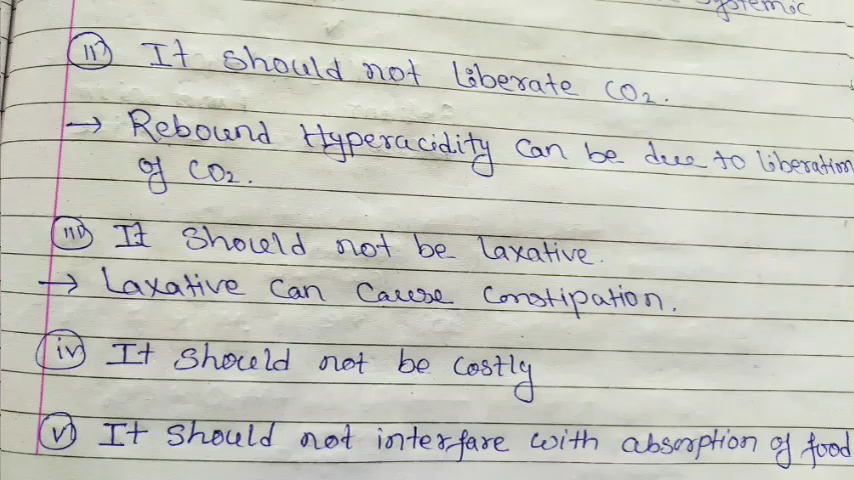 systemic
ii) It should not liberate CO2.
→ Rebound Hyperacidity can be due to liberation
of CO2.
iii) It should not be laxative.
→ Laxative can cause constipation.
iv) It should not be costly
v) It should not interfare with absorption of food